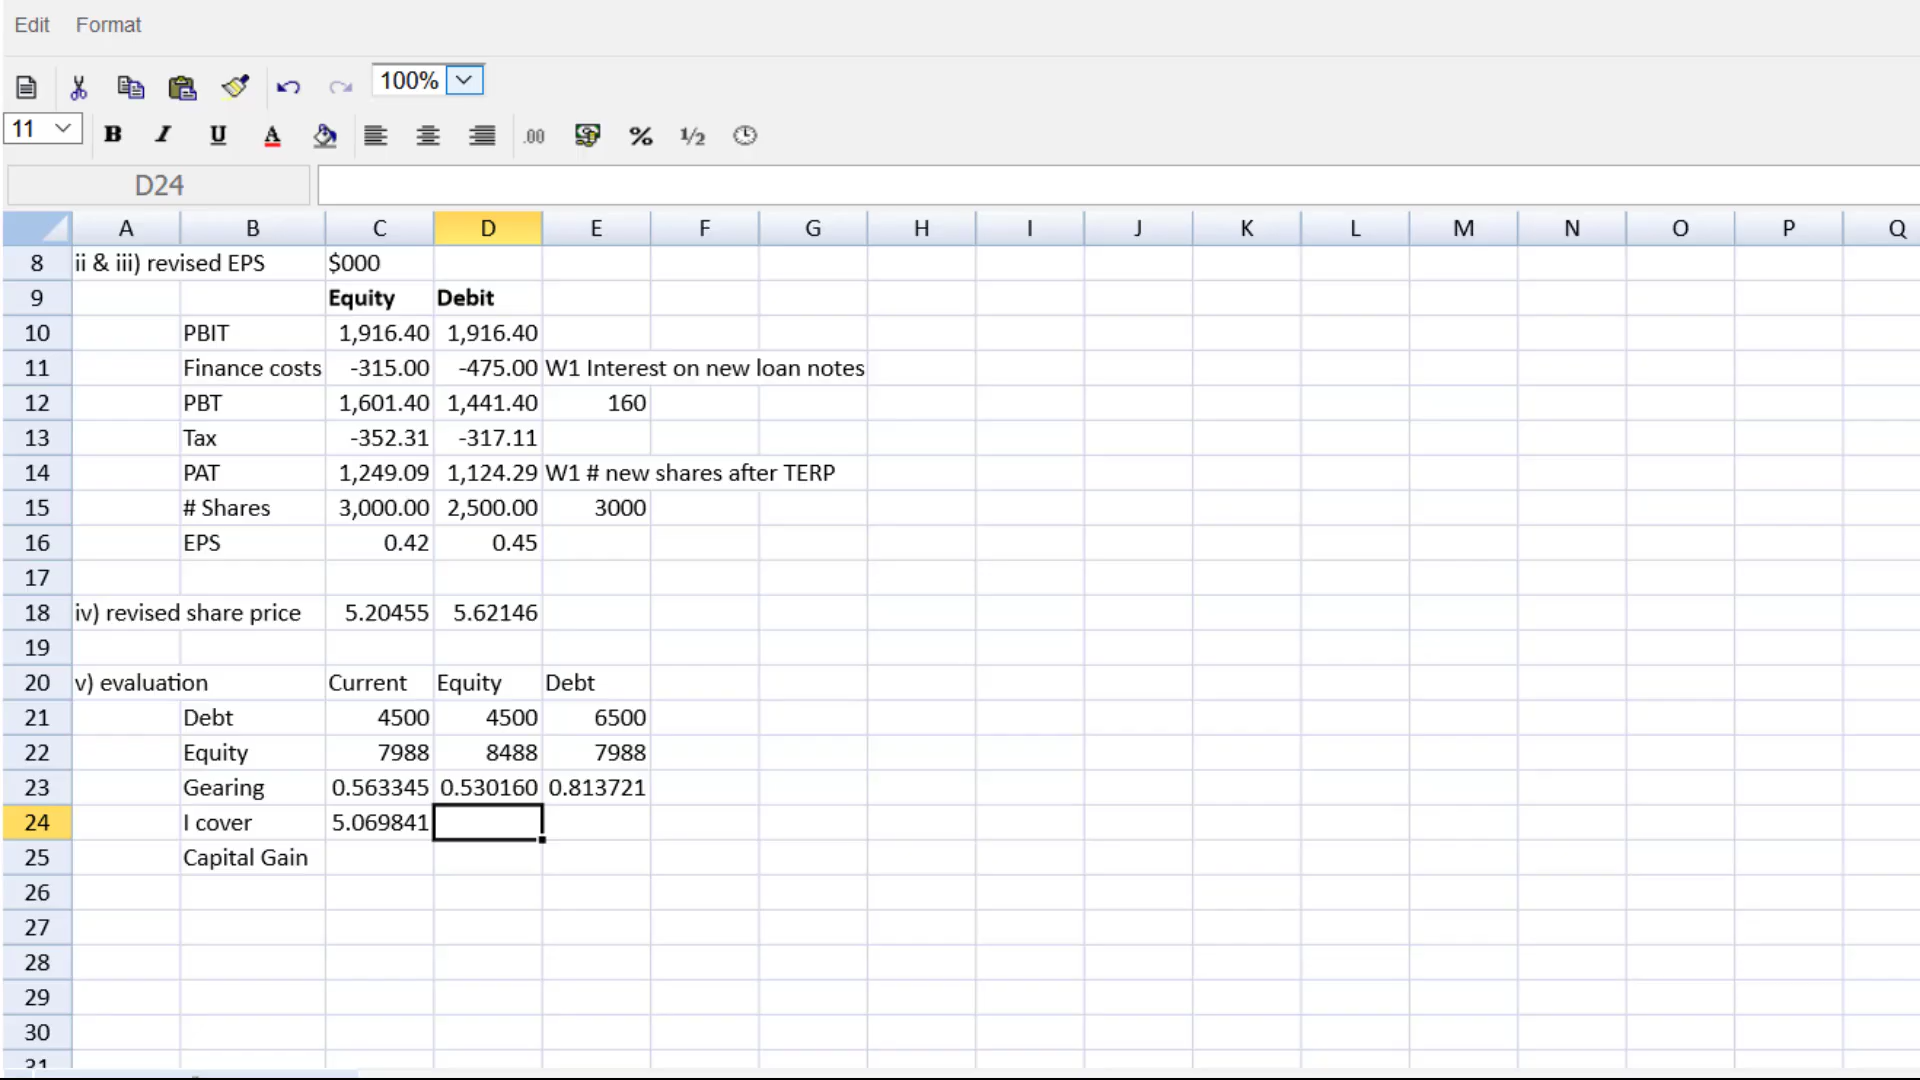 Edit Format
100%
11 B I U A .00 % 1/2
D24
A B C D E F G H I J K L M N O P Q
8 ii & iii) revised EPS $000
9 Equity Debit
10 PBIT 1,916.40 1,916.40
11 Finance costs -315.00 -475.00 W1 Interest on new loan notes
12 PBT 1,601.40 1,441.40 160
13 Tax -352.31 -317.11
14 PAT 1,249.09 1,124.29 W1 # new shares after TERP
15 # Shares 3,000.00 2,500.00 3000
16 EPS 0.42 0.45
17
18 iv) revised share price 5.20455 5.62146
19
20 v) evaluation Current Equity Debt
21 Debt 4500 4500 6500
22 Equity 7988 8488 7988
23 Gearing 0.563345 0.530160 0.813721
24 I cover 5.069841
25 Capital Gain
26
27
28
29
30
31